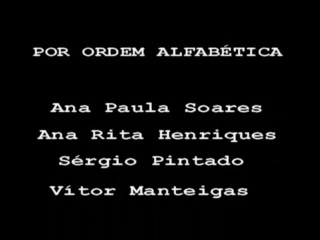 POR ORDEM ALFABÉTICA
Ana Paula Soares
Ana Rita Henriques
Sérgio Pintado
Vítor Manteigas